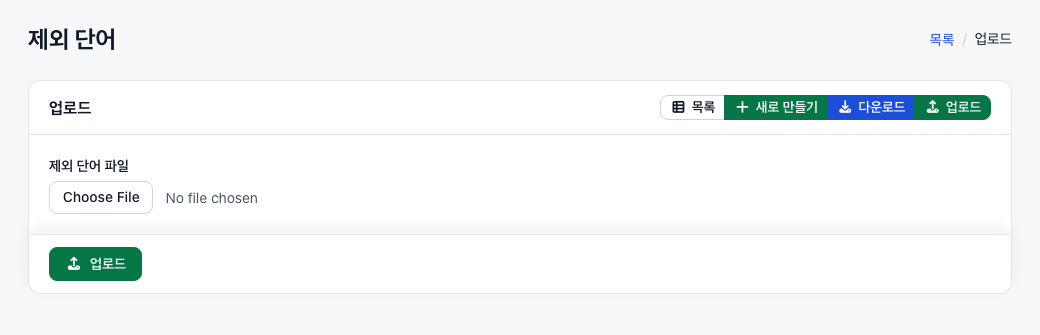 제외 단어
목록 / 업로드
업로드
목록 새로 만들기 다운로드 업로드
제외 단어 파일
Choose File No file chosen
업로드